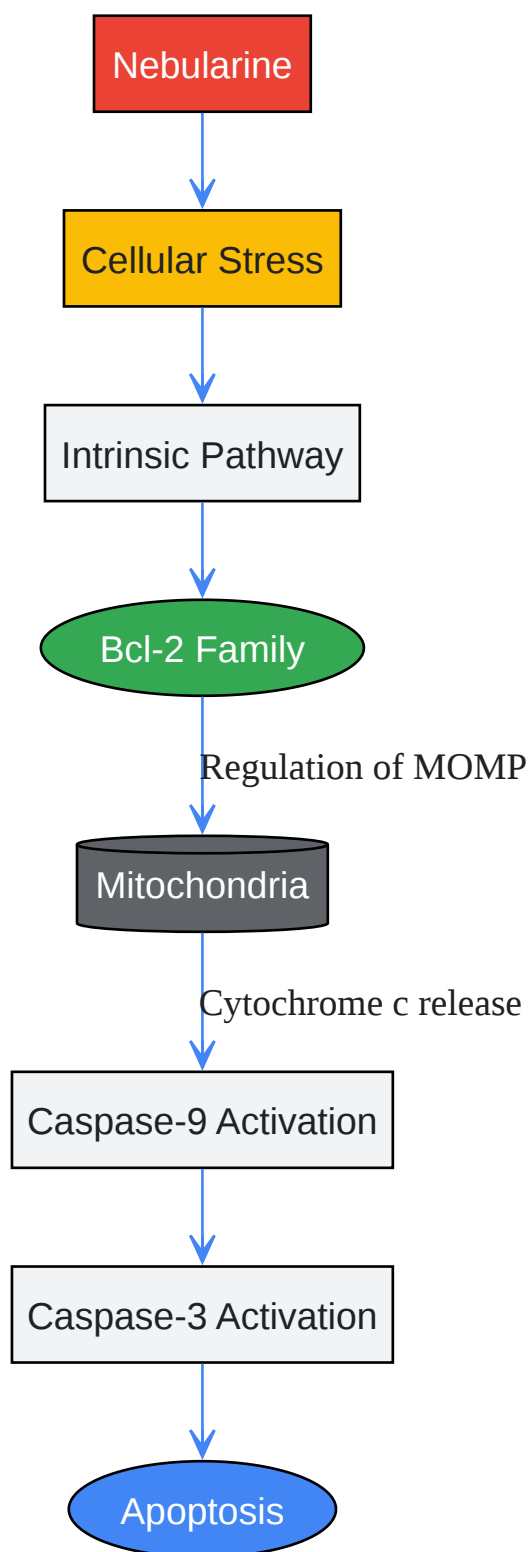 Nebularine
Cellular Stress
Intrinsic Pathway
Bcl-2 Family
Regulation of MOMP
Mitochondria
Cytochrome c release
Caspase-9 Activation
Caspase-3 Activation
Apoptosis